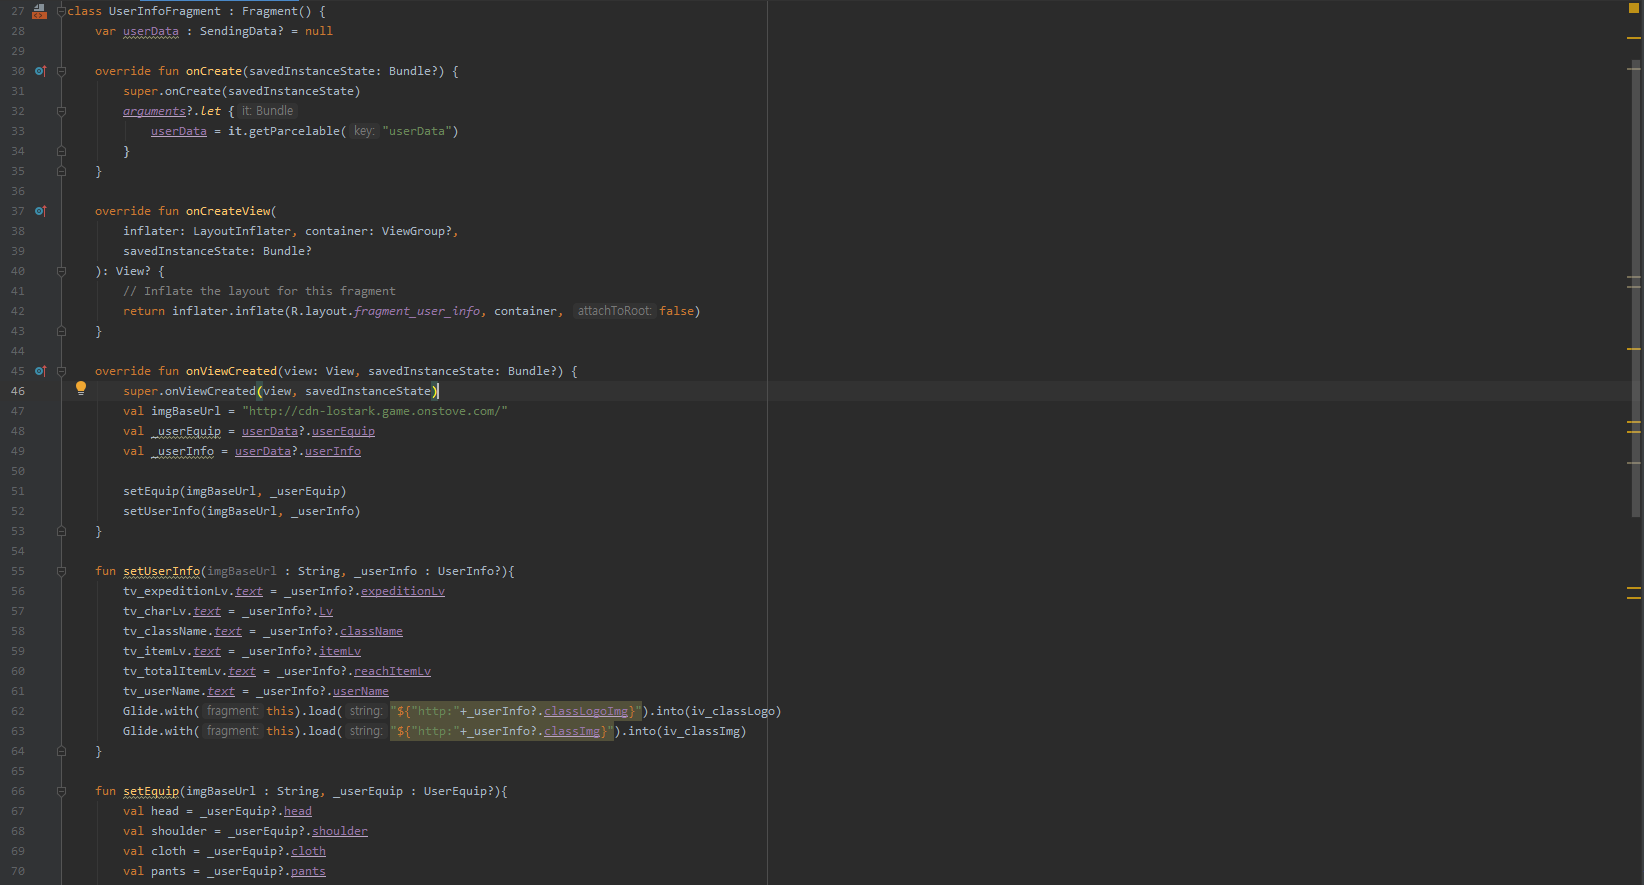 27 class UserInfoFragment : Fragment() {
28 var userData : SendingData? = null
29
30 override fun onCreate(savedInstanceState: Bundle?) {
31 super.onCreate(savedInstanceState)
32 arguments?.let { it: Bundle
33 userData = it.getParcelable( key: "userData")
34 }
35 }
36
37 override fun onCreateView(
38 inflater: LayoutInflater, container: ViewGroup?,
39 savedInstanceState: Bundle?
40 ): View? {
41 // Inflate the layout for this fragment
42 return inflater.inflate(R.layout.fragment_user_info, container, attachToRoot: false)
43 }
44
45 override fun onViewCreated(view: View, savedInstanceState: Bundle?) {
46 super.onViewCreated(view, savedInstanceState)
47 val imgBaseUrl = "http://cdn-lostark.game.onstove.com/"
48 val _userEquip = userData?.userEquip
49 val _userInfo = userData?.userInfo
50
51 setEquip(imgBaseUrl, _userEquip)
52 setUserInfo(imgBaseUrl, _userInfo)
53 }
54
55 fun setUserInfo(imgBaseUrl : String, _userInfo : UserInfo?){
56 tv_expeditionLv.text = _userInfo?.expeditionLv
57 tv_charLv.text = _userInfo?.Lv
58 tv_className.text = _userInfo?.className
59 tv_itemLv.text = _userInfo?.itemLv
60 tv_totalItemLv.text = _userInfo?.reachItemLv
61 tv_userName.text = _userInfo?.userName
62 Glide.with( fragment: this).load( string: "${"http:"+_userInfo?.classLogoImg}").into(iv_classLogo)
63 Glide.with( fragment: this).load( string: "${"http:"+_userInfo?.classImg}").into(iv_classImg)
64 }
65
66 fun setEquip(imgBaseUrl : String, _userEquip : UserEquip?){
67 val head = _userEquip?.head
68 val shoulder = _userEquip?.shoulder
69 val cloth = _userEquip?.cloth
70 val pants = _userEquip?.pants